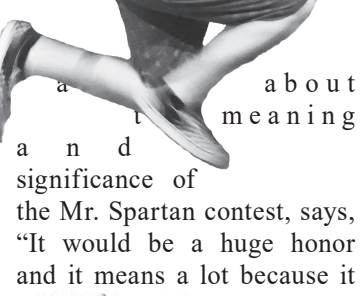 a about
t meaning
and
significance of
the Mr. Spartan contest, says,
“It would be a huge honor
and it means a lot because it